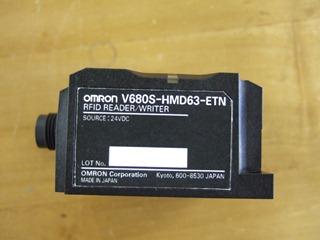 OMRON V680S-HMD63-ETN
RFID READER/WRITER
SOURCE : 24VDC
LOT No.
OMRON Corporation Kyoto, 600-8530 JAPAN
MADE IN JAPAN